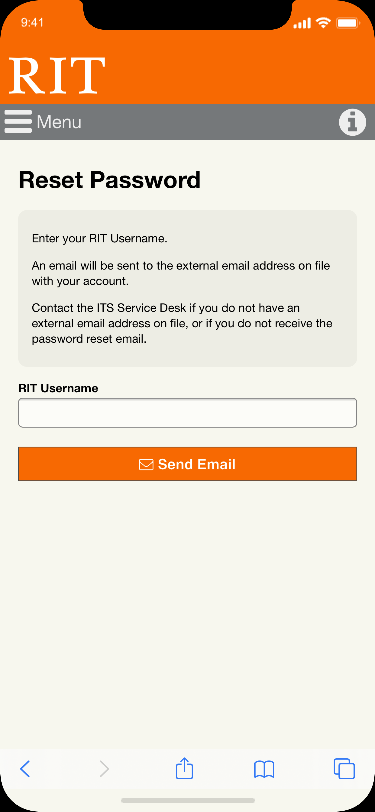 9:41
RIT
Menu
Reset Password
Enter your RIT Username.
An email will be sent to the external email address on file
with your account.
Contact the ITS Service Desk if you do not have an
external email address on file, or if you do not receive the
password reset email.
RIT Username
Send Email